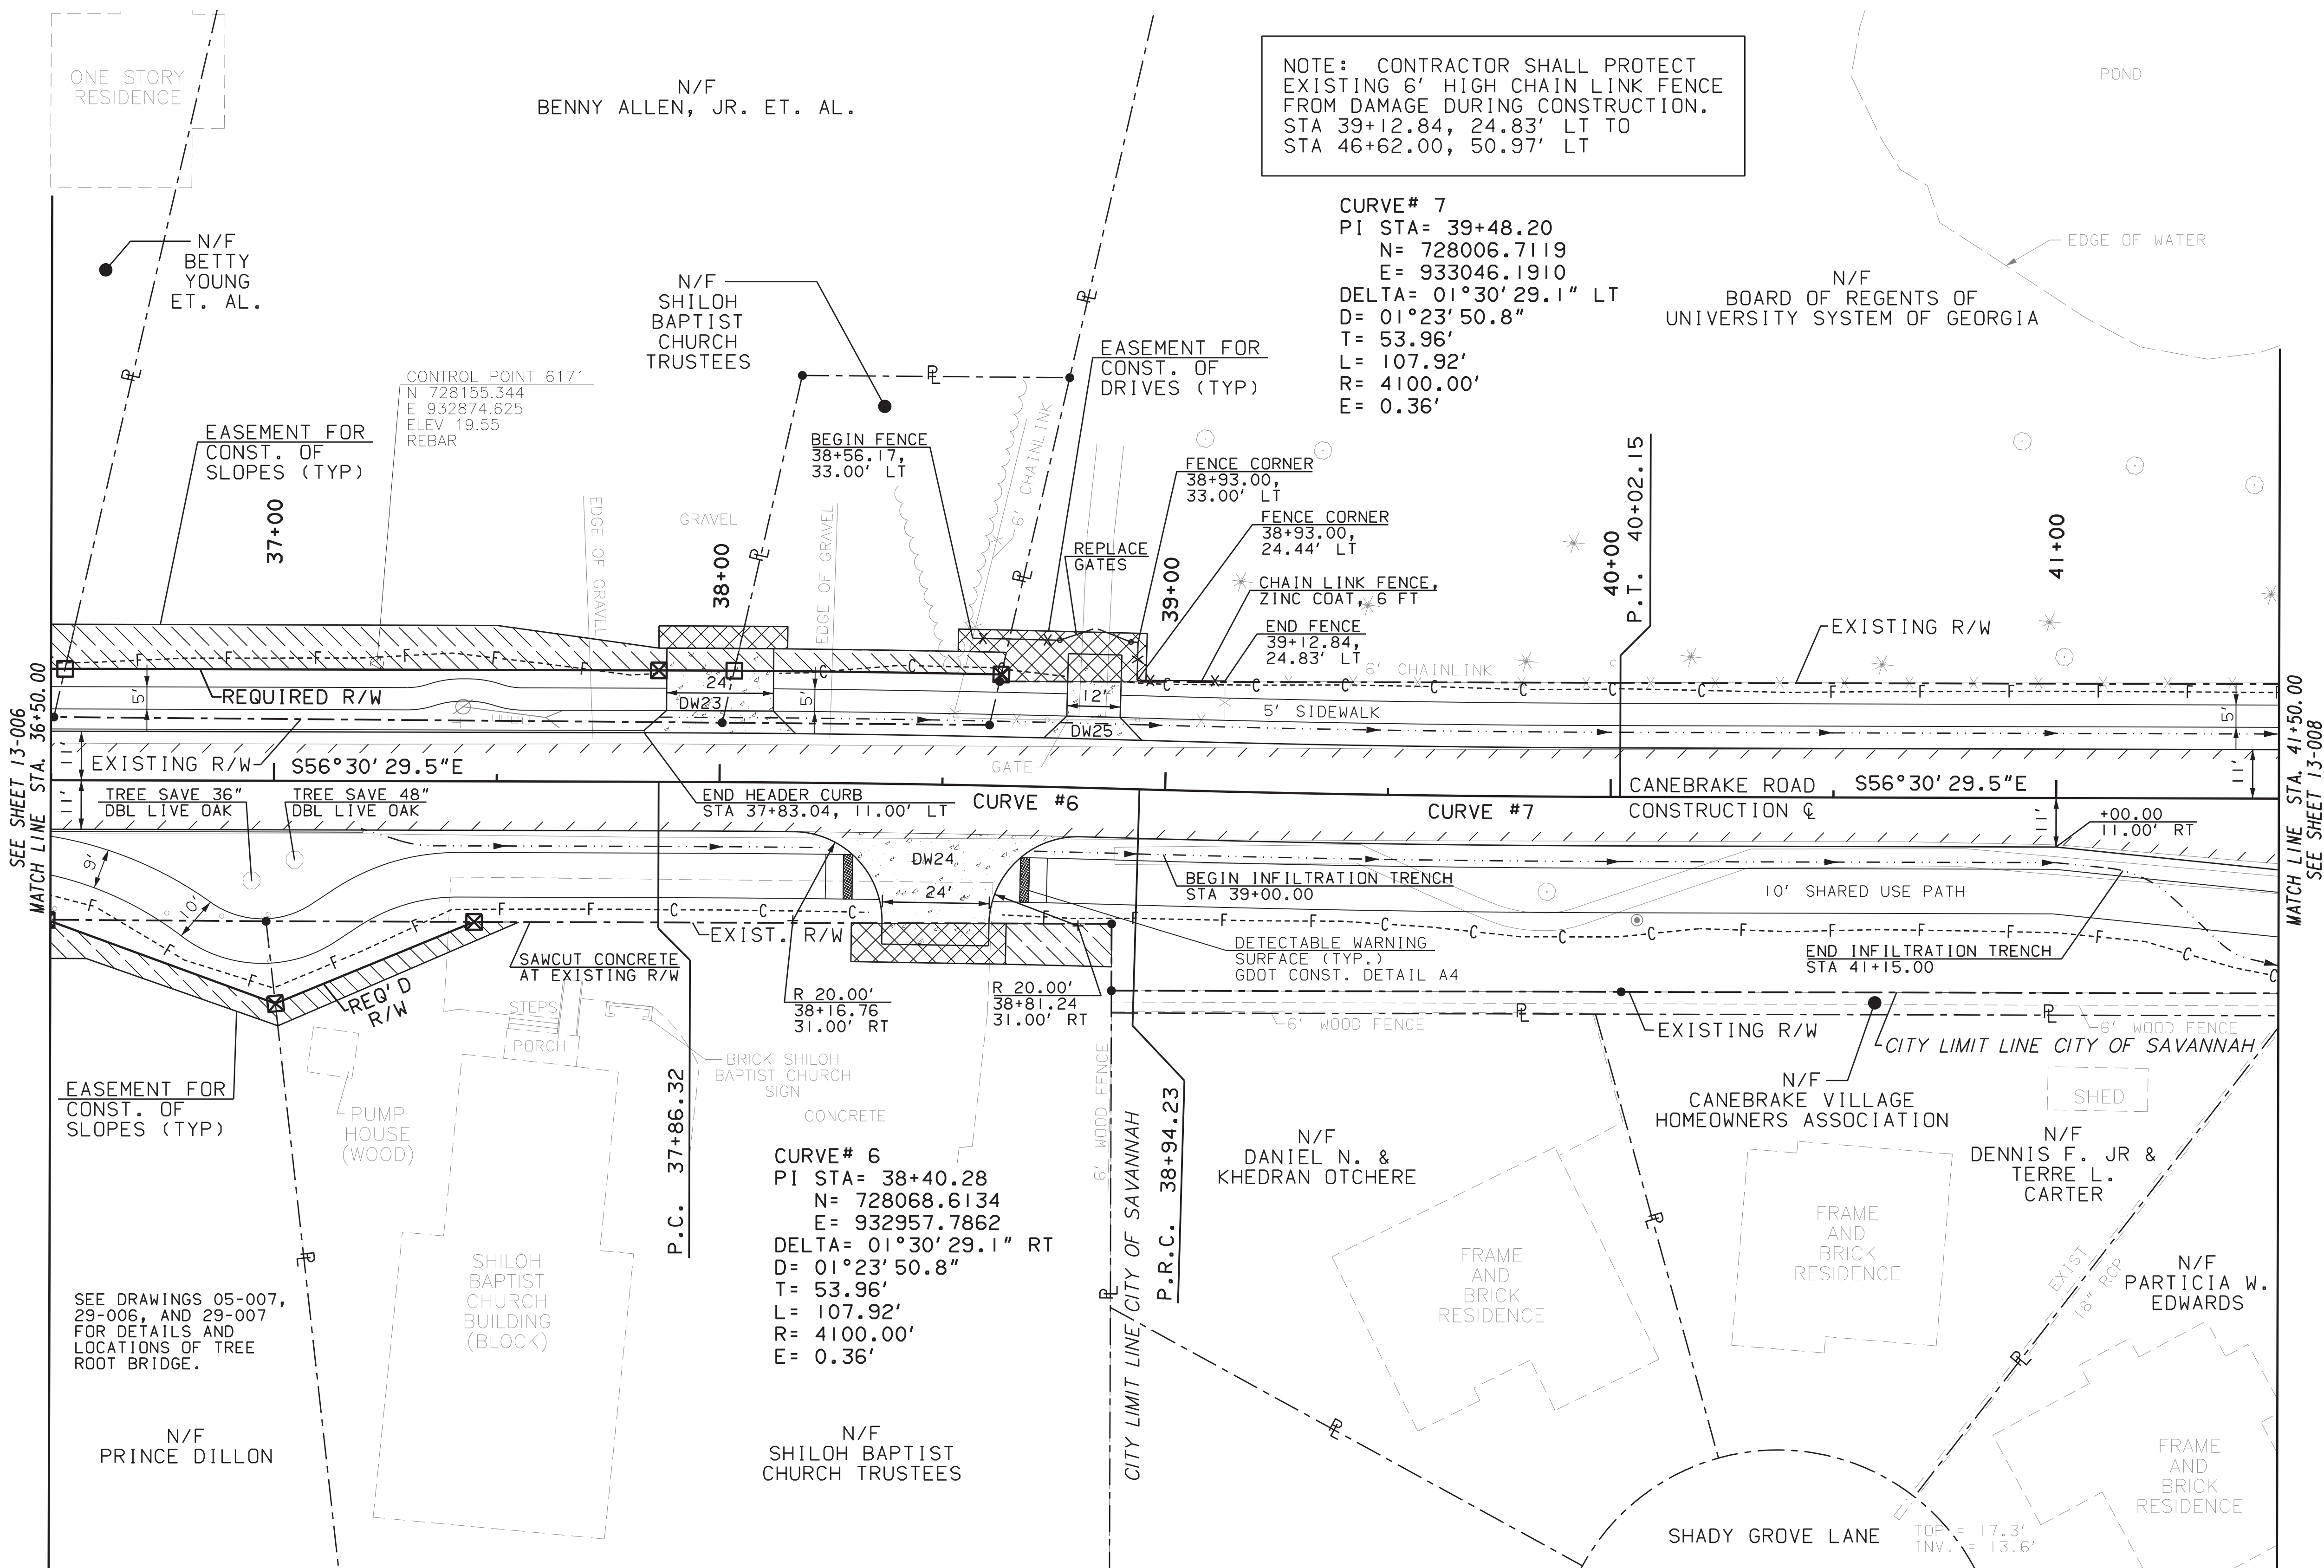 ONE STORY
RESIDENCE
N/F
BENNY ALLEN, JR. ET. AL.
NOTE: CONTRACTOR SHALL PROTECT
EXISTING 6' HIGH CHAIN LINK FENCE
FROM DAMAGE DURING CONSTRUCTION.
STA 39+12.84, 24.83' LT TO
STA 46+62.00, 50.97' LT
POND
EDGE OF WATER
CURVE# 7
PI STA= 39+48.20
N= 728006.7119
E= 933046.1910
DELTA= 01°30'29.1" LT
D= 01°23'50.8"
T= 53.96'
L= 107.92'
R= 4100.00'
E= 0.36'
N/F
BOARD OF REGENTS OF
UNIVERSITY SYSTEM OF GEORGIA
N/F
BETTY
YOUNG
ET. AL.
N/F
SHILOH
BAPTIST
CHURCH
TRUSTEES
EASEMENT FOR
CONST. OF
DRIVES (TYP)
CONTROL POINT 6171
N 728155.344
E 932874.625
ELEV 19.55
REBAR
EASEMENT FOR
CONST. OF
SLOPES (TYP)
BEGIN FENCE
38+56.17,
33.00' LT
6' CHAINLINK
FENCE CORNER
38+93.00,
33.00' LT
FENCE CORNER
38+93.00,
24.44' LT
REPLACE
GATES
CHAIN LINK FENCE,
ZINC COAT, 6 FT
END FENCE
39+12.84,
24.83' LT
37+00
EDGE OF GRAVEL
GRAVEL
38+00
EDGE OF GRAVEL
39+00
40+00
P.T. 40+02.15
41+00
EXISTING R/W
6' CHAINLINK
SEE SHEET 13-006
MATCH LINE STA. 36+50.00
5'
REQUIRED R/W
24'
DW23
5'
12'
DW25
5' SIDEWALK
5'
MATCH LINE STA. 41+50.00
SEE SHEET 13-008
11'
EXISTING R/W
S56°30'29.5"E
GATE
CANEBRAKE ROAD
CONSTRUCTION ℄
S56°30'29.5"E
11'
11'
TREE SAVE 36"
DBL LIVE OAK
TREE SAVE 48"
DBL LIVE OAK
END HEADER CURB
STA 37+83.04, 11.00' LT
CURVE #6
CURVE #7
11'
+00.00
11.00' RT
9'
10'
DW24
24'
BEGIN INFILTRATION TRENCH
STA 39+00.00
10' SHARED USE PATH
EXIST. R/W
SAWCUT CONCRETE
AT EXISTING R/W
DETECTABLE WARNING
SURFACE (TYP.)
GDOT CONST. DETAIL A4
END INFILTRATION TRENCH
STA 41+15.00
REQ'D
R/W
STEPS
PORCH
R 20.00'
38+16.76
31.00' RT
R 20.00'
38+81.24
31.00' RT
6' WOOD FENCE
EXISTING R/W
6' WOOD FENCE
CITY LIMIT LINE CITY OF SAVANNAH
EASEMENT FOR
CONST. OF
SLOPES (TYP)
PUMP
HOUSE
(WOOD)
BRICK SHILOH
BAPTIST CHURCH
SIGN
CONCRETE
P.C. 37+86.32
6' WOOD FENCE
CITY LIMIT LINE/CITY OF SAVANNAH
P.R.C. 38+94.23
N/F
CANEBRAKE VILLAGE
HOMEOWNERS ASSOCIATION
SHED
N/F
DANIEL N. &
KHEDRAN OTCHERE
N/F
DENNIS F. JR &
TERRE L.
CARTER
CURVE# 6
PI STA= 38+40.28
N= 728068.6134
E= 932957.7862
DELTA= 01°30'29.1" RT
D= 01°23'50.8"
T= 53.96'
L= 107.92'
R= 4100.00'
E= 0.36'
SHILOH
BAPTIST
CHURCH
BUILDING
(BLOCK)
FRAME
AND
BRICK
RESIDENCE
FRAME
AND
BRICK
RESIDENCE
EXIST
18" RCP
N/F
PARTICIA W.
EDWARDS
SEE DRAWINGS 05-007,
29-006, AND 29-007
FOR DETAILS AND
LOCATIONS OF TREE
ROOT BRIDGE.
N/F
PRINCE DILLON
N/F
SHILOH BAPTIST
CHURCH TRUSTEES
FRAME
AND
BRICK
RESIDENCE
SHADY GROVE LANE
TOP = 17.3'
INV. = 13.6'